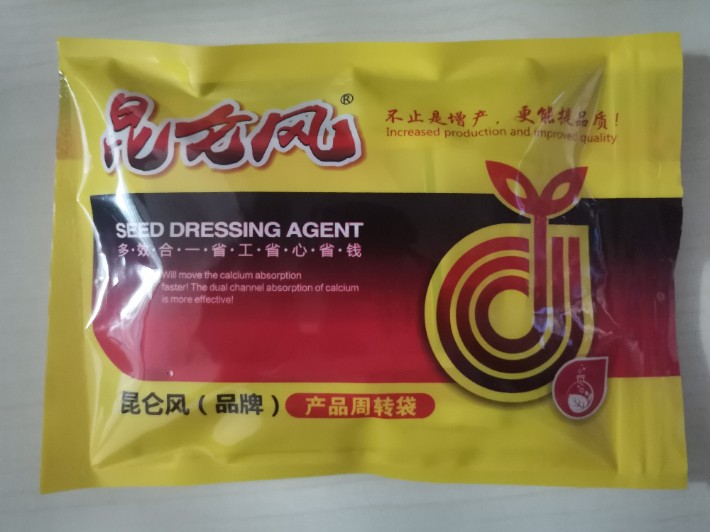 昆仑风®
不止是增产，更能提品质！
Increased production and improved quality
SEED DRESSING AGENT
多·效·合·一·省·工·省·心·省·钱
Will move the calcium absorption
faster! The dual channel absorption of calcium
is more effective!
昆仑风（品牌）产品周转袋